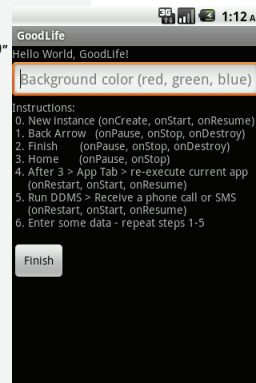 3G 1:12 A
GoodLife
Hello World, GoodLife!
Background color (red, green, blue)
Instructions:
0. New instance (onCreate, onStart, onResume)
1. Back Arrow (onPause, onStop, onDestroy)
2. Finish (onPause, onStop, onDestroy)
3. Home (onPause, onStop)
4. After 3 > App Tab > re-execute current app
(onRestart, onStart, onResume)
5. Run DDMS > Receive a phone call or SMS
(onRestart, onStart, onResume)
6. Enter some data - repeat steps 1-5
Finish